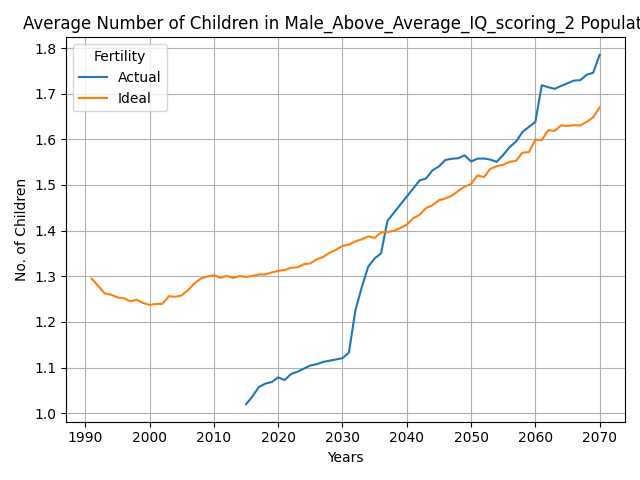 Average Number of Children in Male_Above_Average_IQ_scoring_2 Populat
Fertility
Actual
Ideal
1.8
1.7
1.6
1.5
1.4
1.3
1.2
1.1
1.0
No. of Children
1990 2000 2010 2020 2030 2040 2050 2060 2070
Years